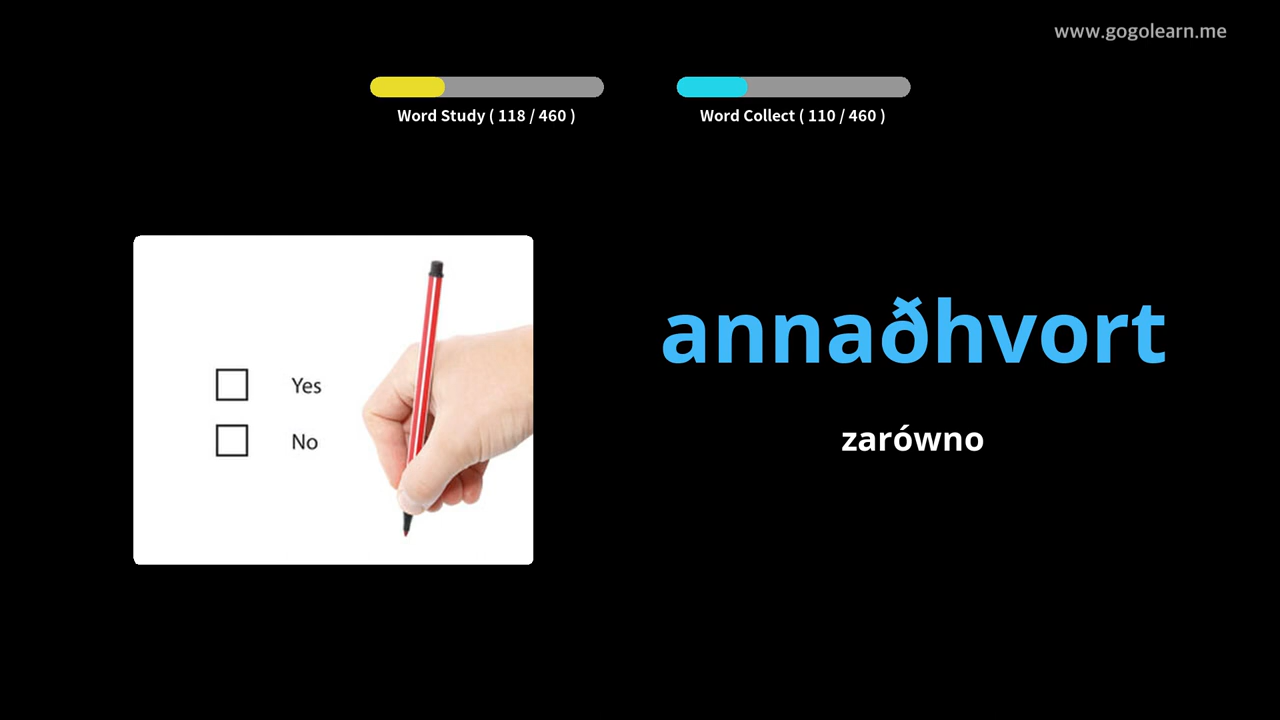 www.gogolearn.me
Word Study ( 118 / 460 )
Word Collect ( 110 / 460 )
Yes
No
annaðhvort
zarówno